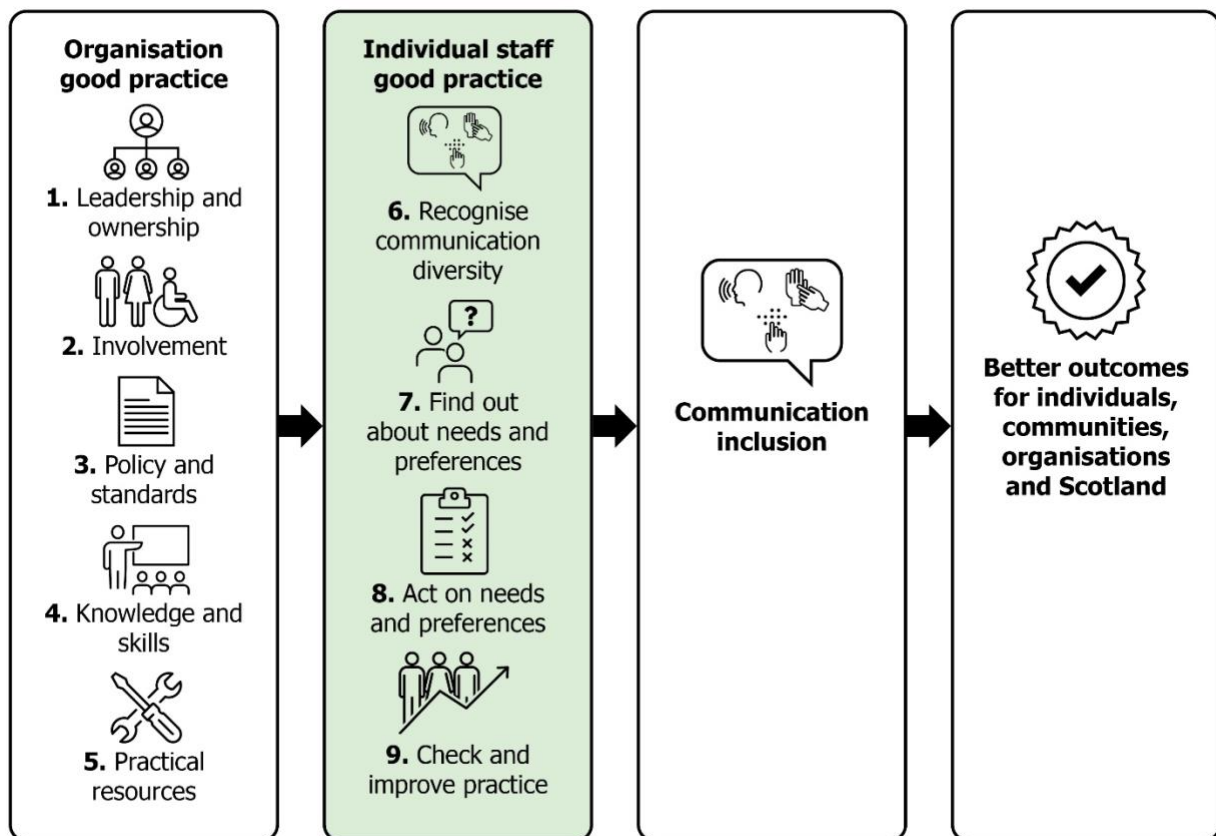 Organisation
good practice
1. Leadership and
ownership
2. Involvement
3. Policy and
standards
4. Knowledge and
skills
5. Practical
resources
Individual staff
good practice
6. Recognise
communication
diversity
?
7. Find out
about needs and
preferences
8. Act on needs
and preferences
9. Check and
improve practice
Communication
inclusion
Better outcomes
for individuals,
communities,
organisations
and Scotland